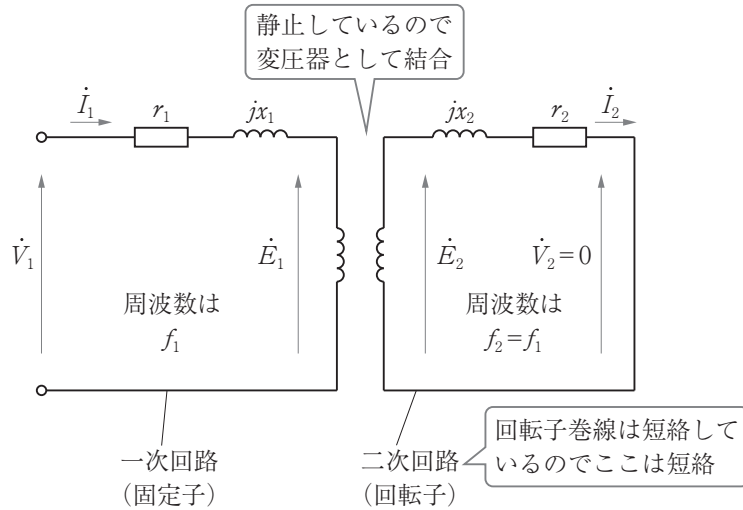 静止しているので
変圧器として結合
İ₁
r₁
jx₁
jx₂
r₂
İ₂
V̇₁
Ė₁
Ė₂
V̇₂=0
周波数は
f₁
周波数は
f₂=f₁
一次回路
(固定子)
二次回路
(回転子)
回転子巻線は短絡して
いるのでここは短絡